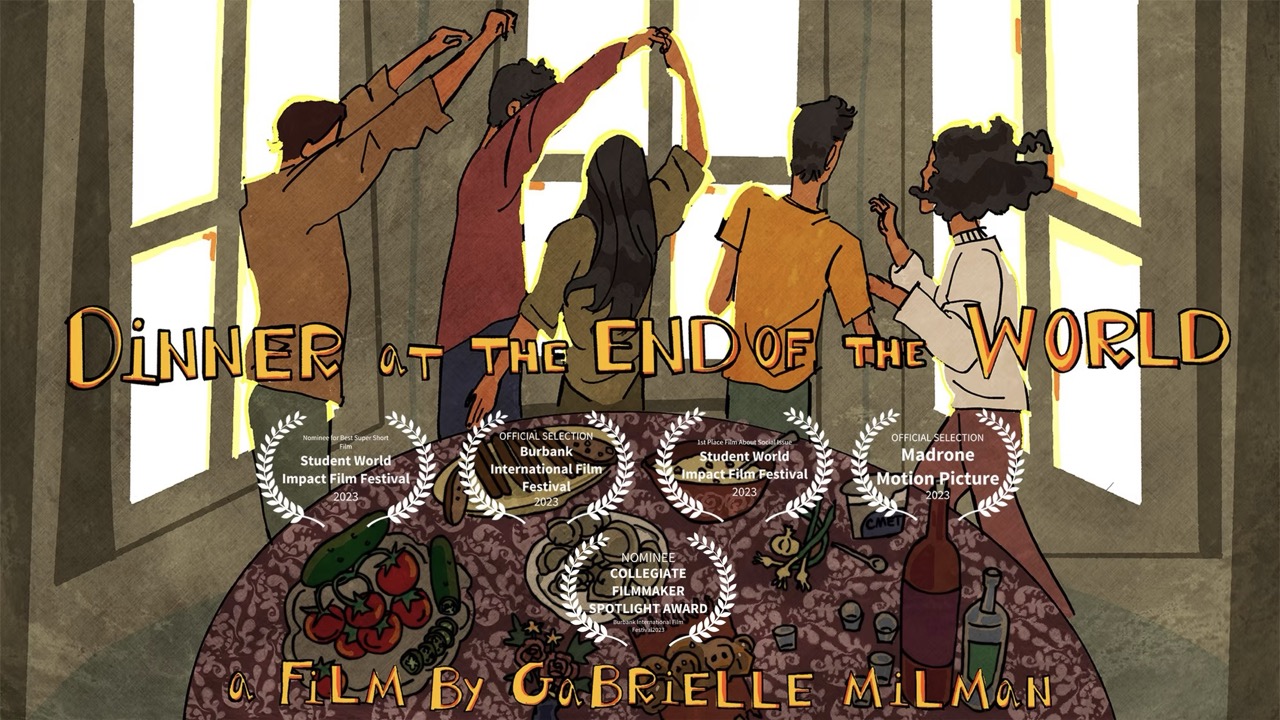 DiNNER aT THE END OF THE WORLD
Nominee for Best Super Short
Film
Student World
Impact Film Festival
2023
OFFICIAL SELECTION
Burbank
International Film
Festival
2023
1st Place Film About Social Issue
Student World
Impact Film Festival
2023
OFFICIAL SELECTION
Madrone
Motion Picture
2023
CMET
NOMINEE
COLLEGIATE
FILMMAKER
SPOTLIGHT AWARD
Burbank International Film
Festival2023
a FiLM By GaBRiELLE MiLMaN